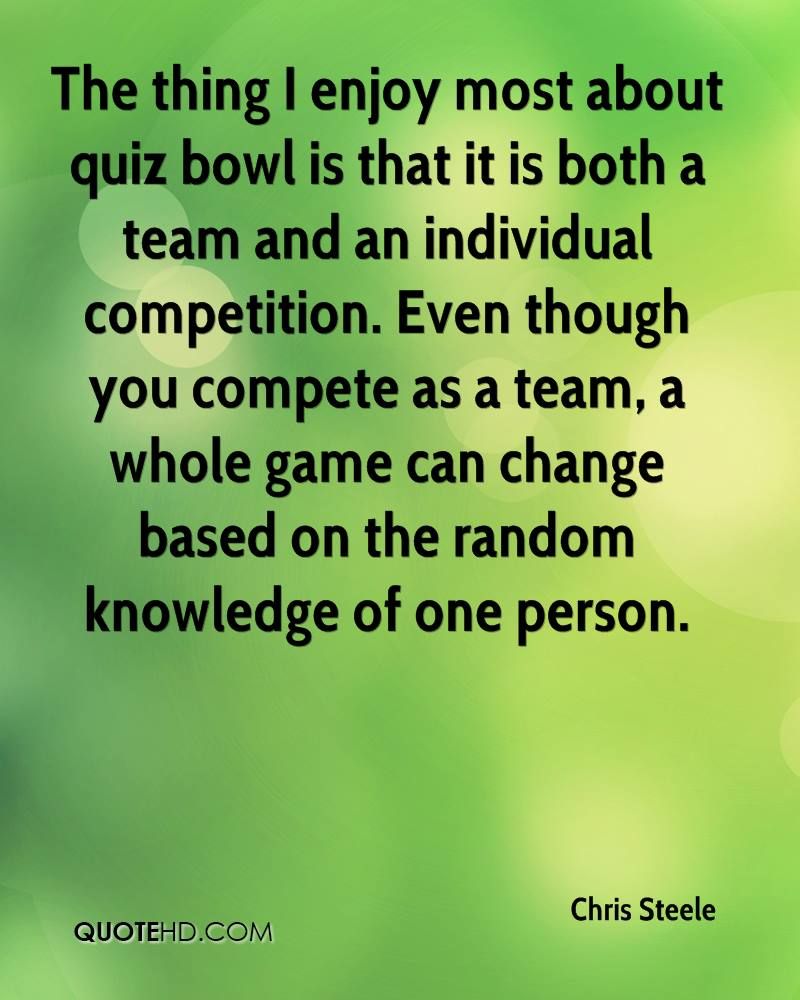 The thing I enjoy most about
quiz bowl is that it is both a
team and an individual
competition. Even though
you compete as a team, a
whole game can change
based on the random
knowledge of one person.
Chris Steele
QUOTEHD.COM